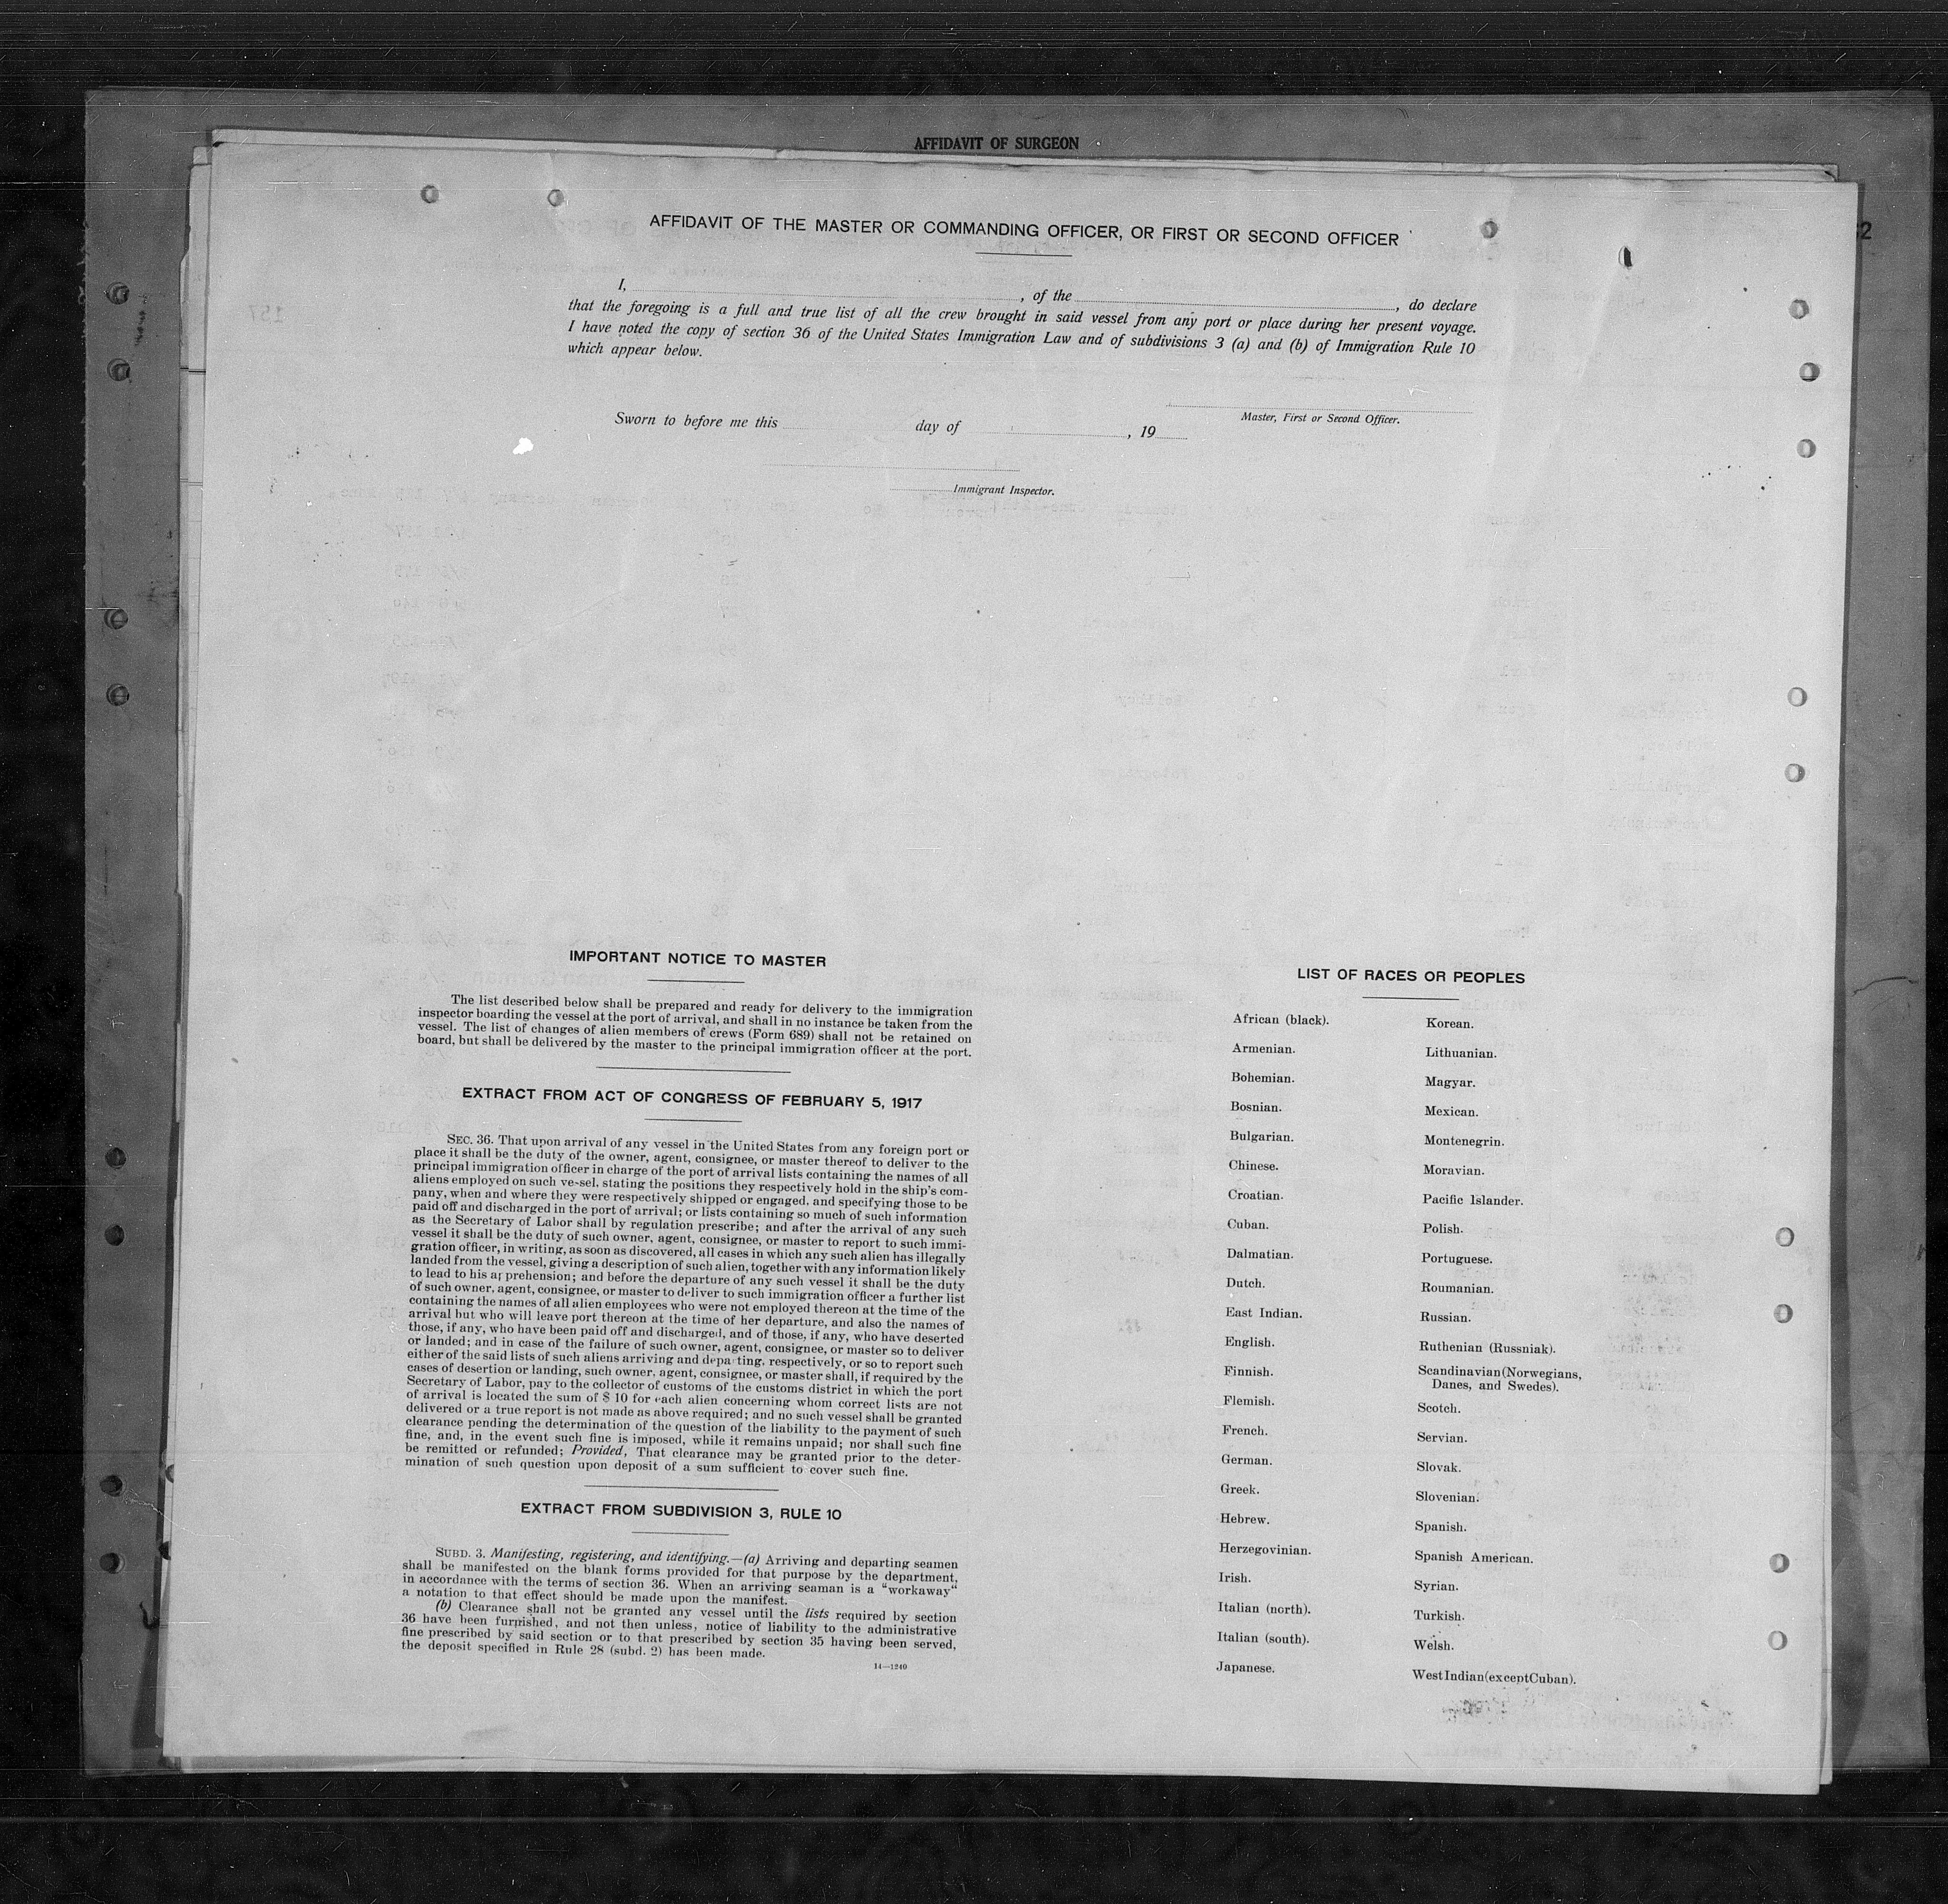 AFFIDAVIT OF SURGEON
AFFIDAVIT OF THE MASTER OR COMMANDING OFFICER, OR FIRST OR SECOND OFFICER
I, , of the , do declare
that the foregoing is a full and true list of all the crew brought in said vessel from any port or place during her present voyage.
I have noted the copy of section 36 of the United States Immigration Law and of subdivisions 3 (a) and (b) of Immigration Rule 10
which appear below.
Sworn to before me this day of , 19
Master, First or Second Officer.
Immigrant Inspector.
IMPORTANT NOTICE TO MASTER
The list described below shall be prepared and ready for delivery to the immigration
inspector boarding the vessel at the port of arrival, and shall in no instance be taken from the
vessel. The list of changes of alien members of crews (Form 689) shall not be retained on
board, but shall be delivered by the master to the principal immigration officer at the port.
EXTRACT FROM ACT OF CONGRESS OF FEBRUARY 5, 1917
SEC. 36. That upon arrival of any vessel in the United States from any foreign port or
place it shall be the duty of the owner, agent, consignee, or master thereof to deliver to the
principal immigration officer in charge of the port of arrival lists containing the names of all
aliens employed on such vessel, stating the positions they respectively hold in the ship's com-
pany, when and where they were respectively shipped or engaged, and specifying those to be
paid off and discharged in the port of arrival; or lists containing so much of such information
as the Secretary of Labor shall by regulation prescribe; and after the arrival of any such
vessel it shall be the duty of such owner, agent, consignee, or master to report to such immi-
gration officer, in writing, as soon as discovered, all cases in which any such alien has illegally
landed from the vessel, giving a description of such alien, together with any information likely
to lead to his apprehension; and before the departure of any such vessel it shall be the duty
of such owner, agent, consignee, or master to deliver to such immigration officer a further list
containing the names of all alien employees who were not employed thereon at the time of the
arrival but who will leave port thereon at the time of her departure, and also the names of
those, if any, who have been paid off and discharged, and of those, if any, who have deserted
or landed; and in case of the failure of such owner, agent, consignee, or master so to deliver
either of the said lists of such aliens arriving and departing, respectively, or so to report such
cases of desertion or landing, such owner, agent, consignee, or master shall, if required by the
Secretary of Labor, pay to the collector of customs of the customs district in which the port
of arrival is located the sum of $ 10 for each alien concerning whom correct lists are not
delivered or a true report is not made as above required; and no such vessel shall be granted
clearance pending the determination of the question of the liability to the payment of such
fine, and, in the event such fine is imposed, while it remains unpaid; nor shall such fine
be remitted or refunded; Provided, That clearance may be granted prior to the deter-
mination of such question upon deposit of a sum sufficient to cover such fine.
EXTRACT FROM SUBDIVISION 3, RULE 10
SUBD. 3. Manifesting, registering, and identifying.—(a) Arriving and departing seamen
shall be manifested on the blank forms provided for that purpose by the department,
in accordance with the terms of section 36. When an arriving seaman is a "workaway"
a notation to that effect should be made upon the manifest.
(b) Clearance shall not be granted any vessel until the lists required by section
36 have been furnished, and not then unless, notice of liability to the administrative
fine prescribed by said section or to that prescribed by section 35 having been served,
the deposit specified in Rule 28 (subd. 2) has been made.
14—1240
LIST OF RACES OR PEOPLES
African (black).
Armenian.
Bohemian.
Bosnian.
Bulgarian.
Chinese.
Croatian.
Cuban.
Dalmatian.
Dutch.
East Indian.
English.
Finnish.
Flemish.
French.
German.
Greek.
Hebrew.
Herzegovinian.
Irish.
Italian (north).
Italian (south).
Japanese.
Korean.
Lithuanian.
Magyar.
Mexican.
Montenegrin.
Moravian.
Pacific Islander.
Polish.
Portuguese.
Roumanian.
Russian.
Ruthenian (Russniak).
Scandinavian (Norwegians,
Danes, and Swedes).
Scotch.
Servian.
Slovak.
Slovenian.
Spanish.
Spanish American.
Syrian.
Turkish.
Welsh.
West Indian (except Cuban).